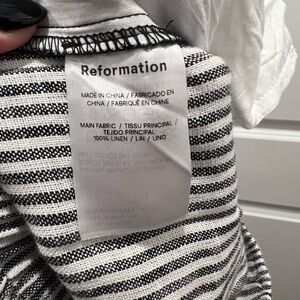 Reformation
MADE IN CHINA / FABRICADO EN
CHINA / FABRIQUÉ EN CHINE
MAIN FABRIC / TISSU PRINCIPAL /
TEJIDO PRINCIPAL
100% LINEN / LIN / LINO